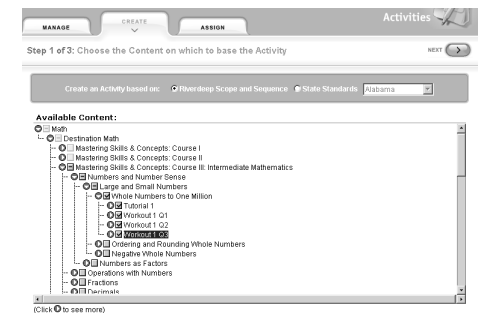 MANAGE
CREATE
ASSIGN
Activities
Step 1 of 3: Choose the Content on which to base the Activity
NEXT
Create an Activity based on: Riverdeep Scope and Sequence State Standards Alabama
Available Content:
Math
Destination Math
Mastering Skills & Concepts: Course I
Mastering Skills & Concepts: Course II
Mastering Skills & Concepts: Course III: Intermediate Mathematics
Numbers and Number Sense
Large and Small Numbers
Whole Numbers to One Million
Tutorial 1
Workout 1 Q1
Workout 1 Q2
Workout 1 Q3
Ordering and Rounding Whole Numbers
Negative Whole Numbers
Numbers as Factors
Operations with Numbers
Fractions
Decimals
(Click to see more)